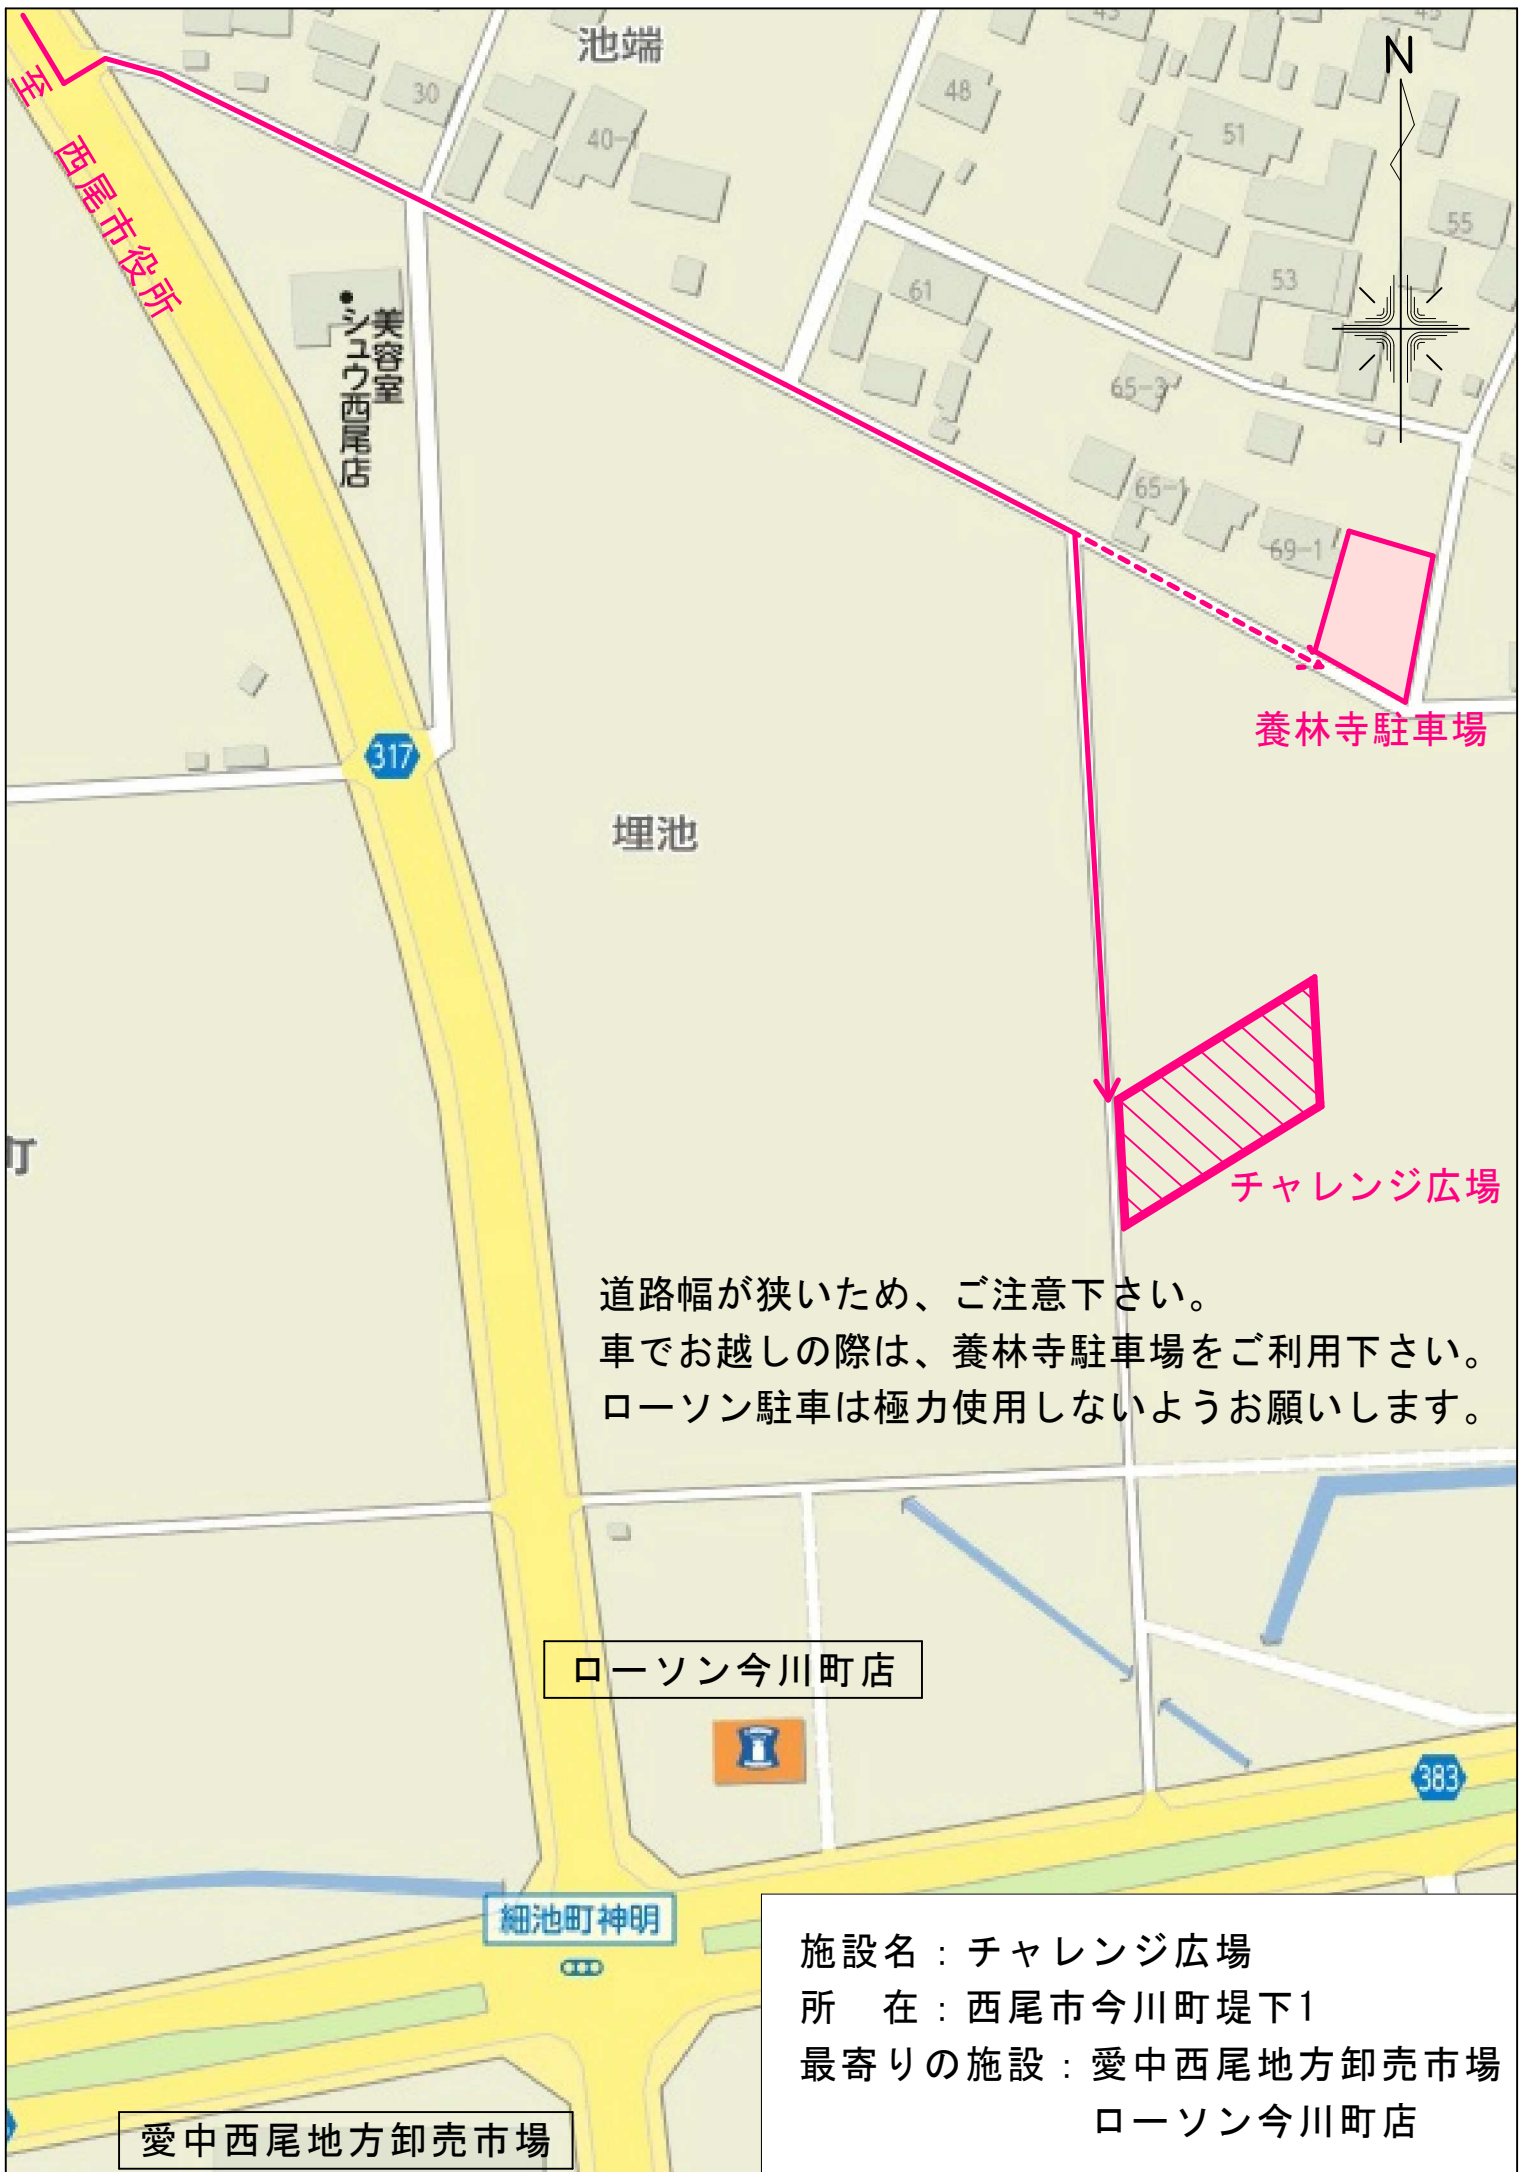 池端
N
至 西尾市役所
30
40-1
48
51
55
53
61
65-3
65-1
69-1
美容室
シュウ西尾店
養林寺駐車場
317
埋池
町
チャレンジ広場
道路幅が狭いため、ご注意下さい。
車でお越しの際は、養林寺駐車場をご利用下さい。
ローソン駐車は極力使用しないようお願いします。
ローソン今川町店
383
細池町神明
施設名：チャレンジ広場
所　在：西尾市今川町堤下1
最寄りの施設：愛中西尾地方卸売市場
ローソン今川町店
愛中西尾地方卸売市場